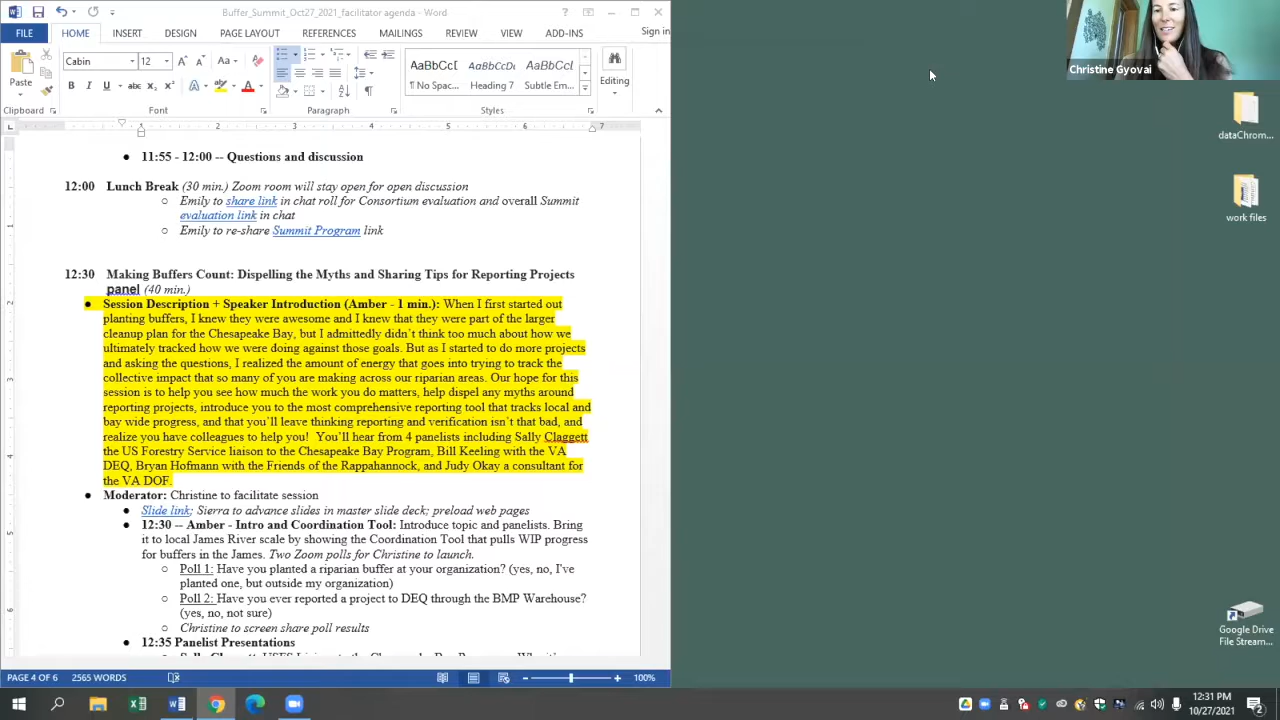 Buffer_Summit_Oct27_2021_facilitator agenda - Word
FILE HOME INSERT DESIGN PAGE LAYOUT REFERENCES MAILINGS REVIEW VIEW ADD-INS Sign in
Christine Gyovai
Paste
Cabin 12
Aa
B I U abc x₂ x²
AaBbCcI AaBbCcDı AaBbCcI
¶ No Spac... Heading 7 Subtle Em...
Editing
Clipboard Font Paragraph Styles
1 2 3 4 5 6 7
dataChrom...
work files
• 11:55 - 12:00 -- Questions and discussion
12:00 Lunch Break (30 min.) Zoom room will stay open for open discussion
○ Emily to share link in chat roll for Consortium evaluation and overall Summit
evaluation link in chat
○ Emily to re-share Summit Program link
12:30 Making Buffers Count: Dispelling the Myths and Sharing Tips for Reporting Projects
panel (40 min.)
• Session Description + Speaker Introduction (Amber - 1 min.): When I first started out
planting buffers, I knew they were awesome and I knew that they were part of the larger
cleanup plan for the Chesapeake Bay, but I admittedly didn't think too much about how we
ultimately tracked how we were doing against those goals. But as I started to do more projects
and asking the questions, I realized the amount of energy that goes into trying to track the
collective impact that so many of you are making across our riparian areas. Our hope for this
session is to help you see how much the work you do matters, help dispel any myths around
reporting projects, introduce you to the most comprehensive reporting tool that tracks local and
bay wide progress, and that you'll leave thinking reporting and verification isn't that bad, and
realize you have colleagues to help you! You'll hear from 4 panelists including Sally Claggett
the US Forestry Service liaison to the Chesapeake Bay Program, Bill Keeling with the VA
DEQ, Bryan Hofmann with the Friends of the Rappahannock, and Judy Okay a consultant for
the VA DOF.
• Moderator: Christine to facilitate session
• Slide link; Sierra to advance slides in master slide deck; preload web pages
• 12:30 -- Amber - Intro and Coordination Tool: Introduce topic and panelists. Bring
it to local James River scale by showing the Coordination Tool that pulls WIP progress
for buffers in the James. Two Zoom polls for Christine to launch.
○ Poll 1: Have you planted a riparian buffer at your organization? (yes, no, I've
planted one, but outside my organization)
○ Poll 2: Have you ever reported a project to DEQ through the BMP Warehouse?
(yes, no, not sure)
○ Christine to screen share poll results
• 12:35 Panelist Presentations
Google Drive
File Stream...
PAGE 4 OF 6 2565 WORDS 100%
12:31 PM
10/27/2021